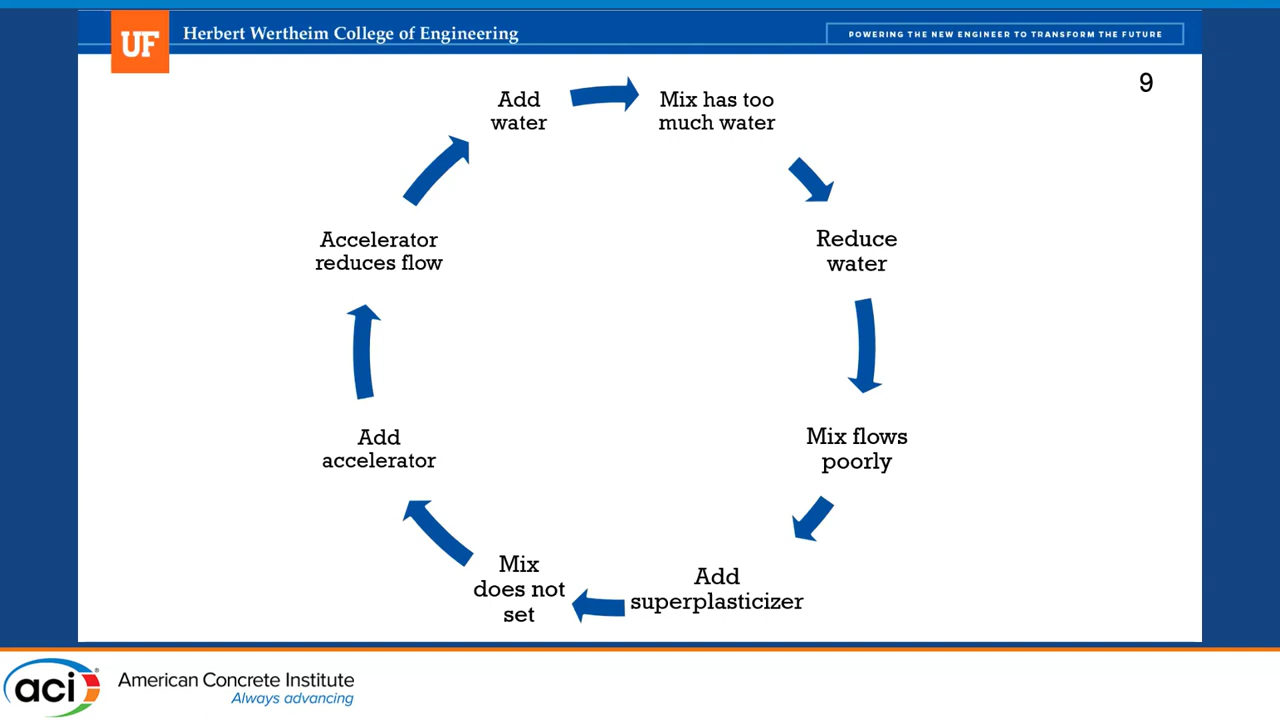 UF
Herbert Wertheim College of Engineering
POWERING THE NEW ENGINEER TO TRANSFORM THE FUTURE
9
Add
water
Mix has too
much water
Reduce
water
Mix flows
poorly
Add
superplasticizer
Mix
does not
set
Add
accelerator
Accelerator
reduces flow
aci®
American Concrete Institute
Always advancing